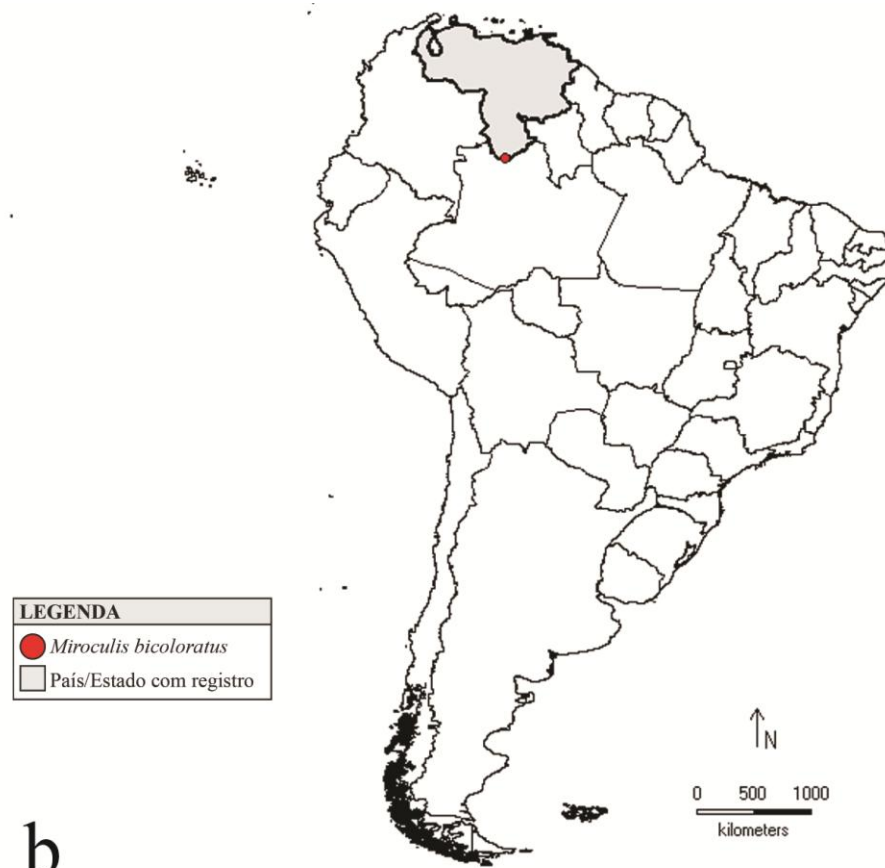 LEGENDA
Miroculis bicoloratus
País/Estado com registro
N
0 500 1000
kilometers
b